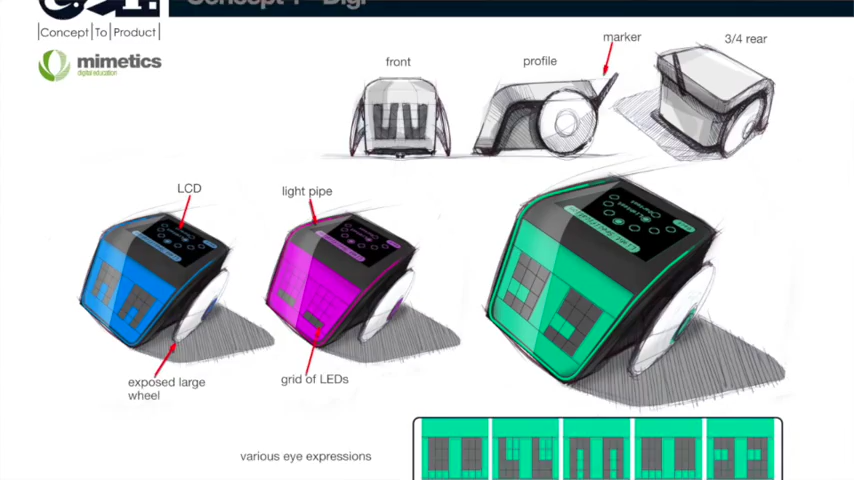 Concept 1 - Digi
|Concept|To|Product|
mimetics
digital education
front
profile
marker
3/4 rear
LCD
light pipe
exposed large
wheel
grid of LEDs
various eye expressions